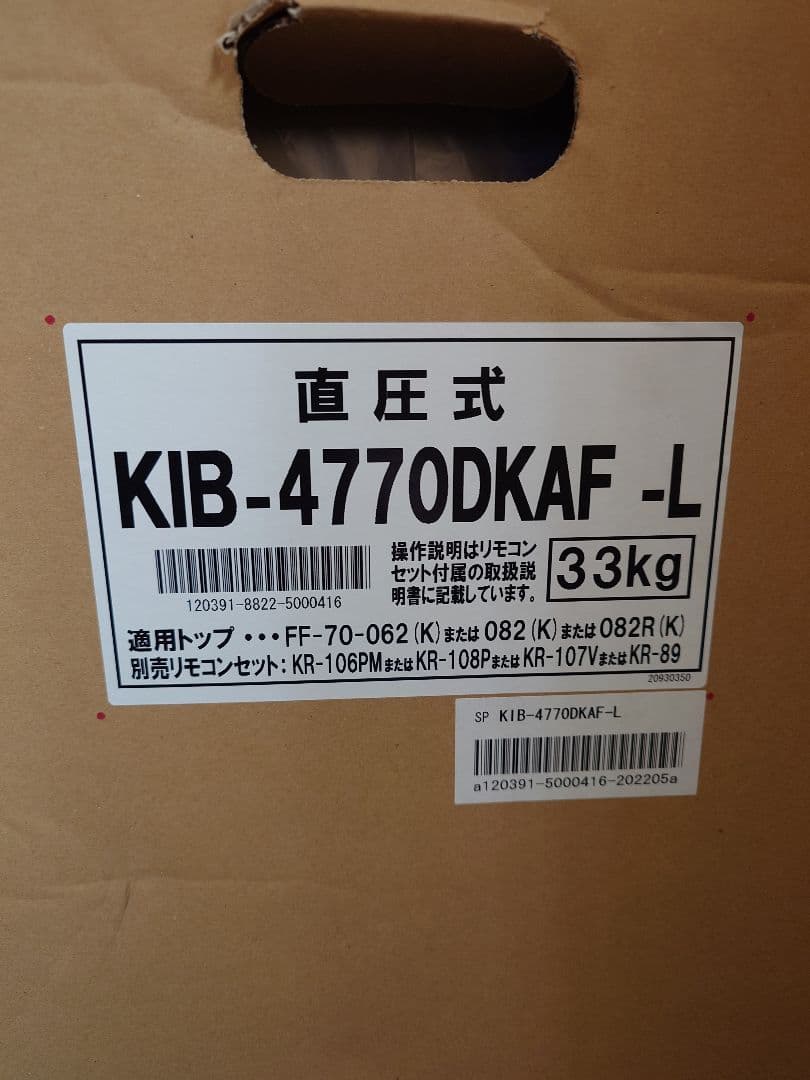 直圧式
KIB-4770DKAF -L
120391-8822-5000416
操作説明はリモコン
セット付属の取扱説
明書に記載しています。
33kg
適用トップ・・・FF-70-062(K)または082(K)または082R(K)
別売リモコンセット:KR-106PMまたはKR-108PまたはKR-107VまたはKR-89
20930350
SP KIB-4770DKAF-L
a120391-5000416-202205a